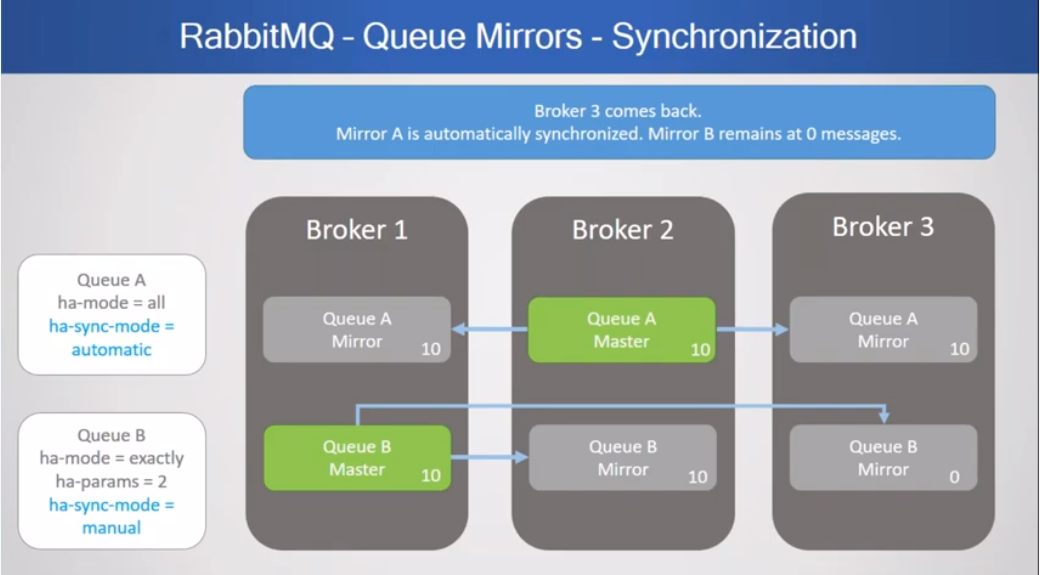 RabbitMQ - Queue Mirrors - Synchronization
Broker 3 comes back.
Mirror A is automatically synchronized. Mirror B remains at 0 messages.
Broker 1
Broker 2
Broker 3
Queue A
ha-mode = all
ha-sync-mode =
automatic
Queue A
Mirror
10
Queue A
Master
10
Queue A
Mirror
10
Queue B
ha-mode = exactly
ha-params = 2
ha-sync-mode =
manual
Queue B
Master
10
Queue B
Mirror
10
Queue B
Mirror
0